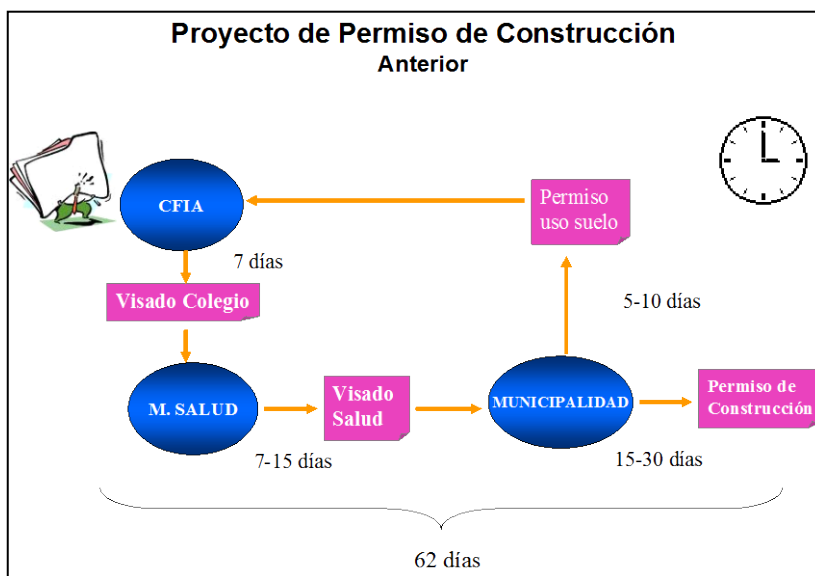 Proyecto de Permiso de Construcción
Anterior
CFIA
Permiso
uso suelo
7 días
Visado Colegio
5-10 días
M. SALUD
Visado
Salud
MUNICIPALIDAD
Permiso de
Construcción
7-15 días
15-30 días
62 días